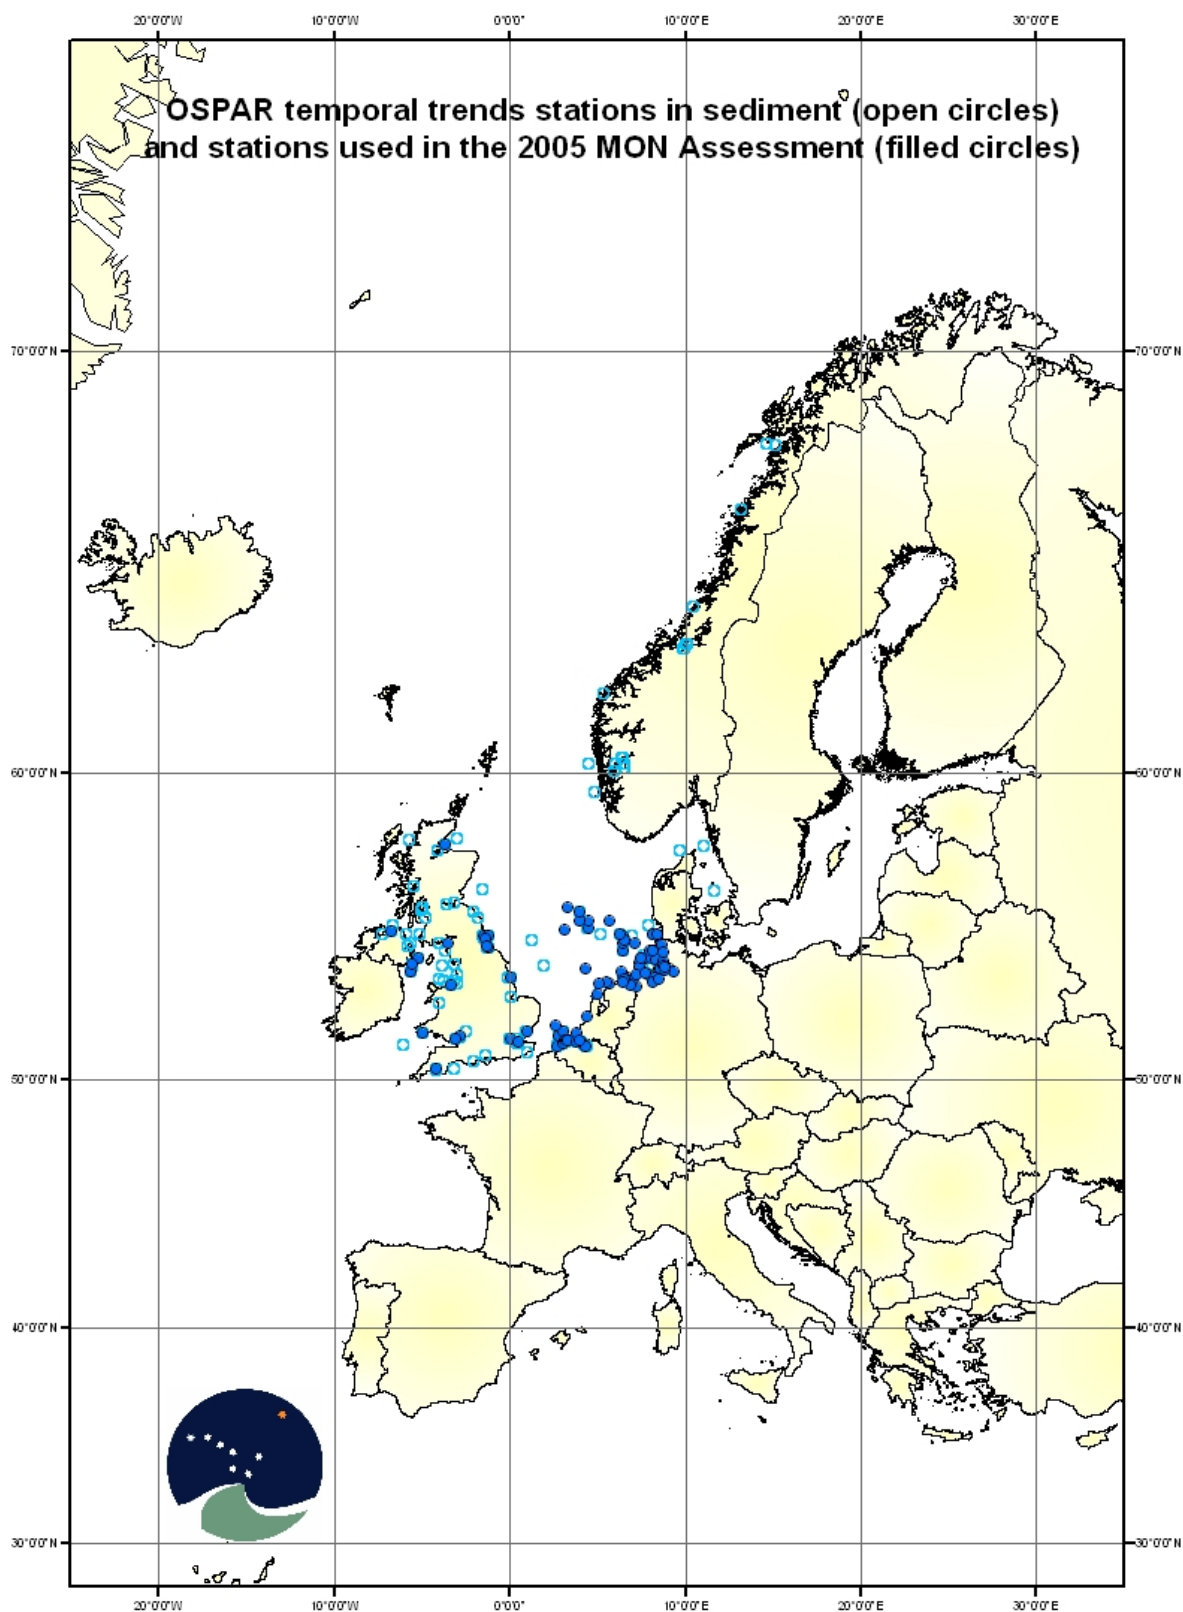 20°0'0"W 10°0'0"W 0°0'0" 10°0'0"E 20°0'0"E 30°0'0"E
OSPAR temporal trends stations in sediment (open circles)
and stations used in the 2005 MON Assessment (filled circles)
70°0'0"N 70°0'0"N
60°0'0"N 60°0'0"N
50°0'0"N 50°0'0"N
40°0'0"N 40°0'0"N
30°0'0"N 30°0'0"N
20°0'0"W 10°0'0"W 0°0'0" 10°0'0"E 20°0'0"E 30°0'0"E